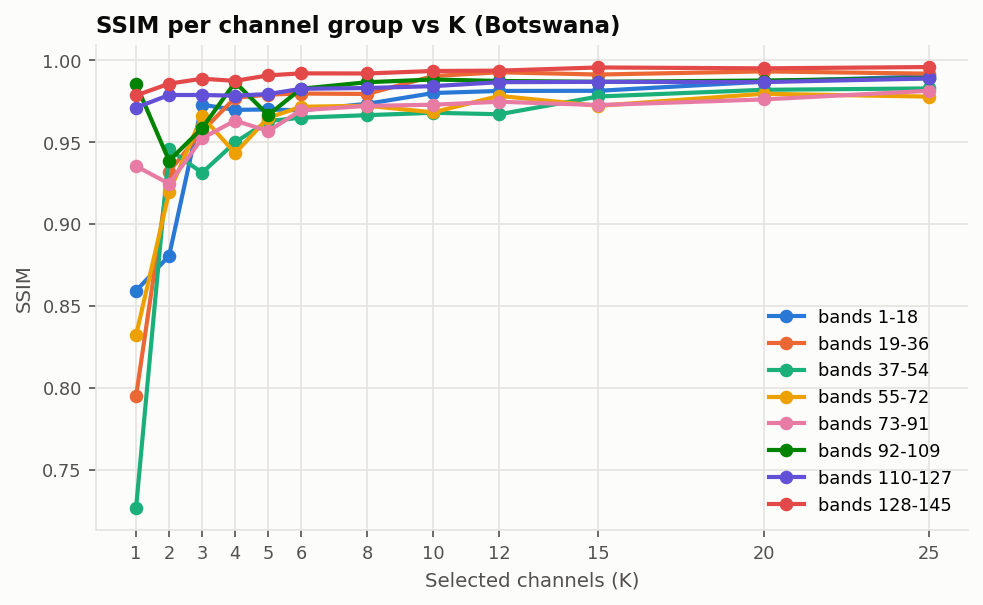 SSIM per channel group vs K (Botswana)
1.00
0.95
0.90
0.85
0.80
0.75
SSIM
bands 1-18
bands 19-36
bands 37-54
bands 55-72
bands 73-91
bands 92-109
bands 110-127
bands 128-145
1 2 3 4 5 6 8 10 12 15 20 25
Selected channels (K)